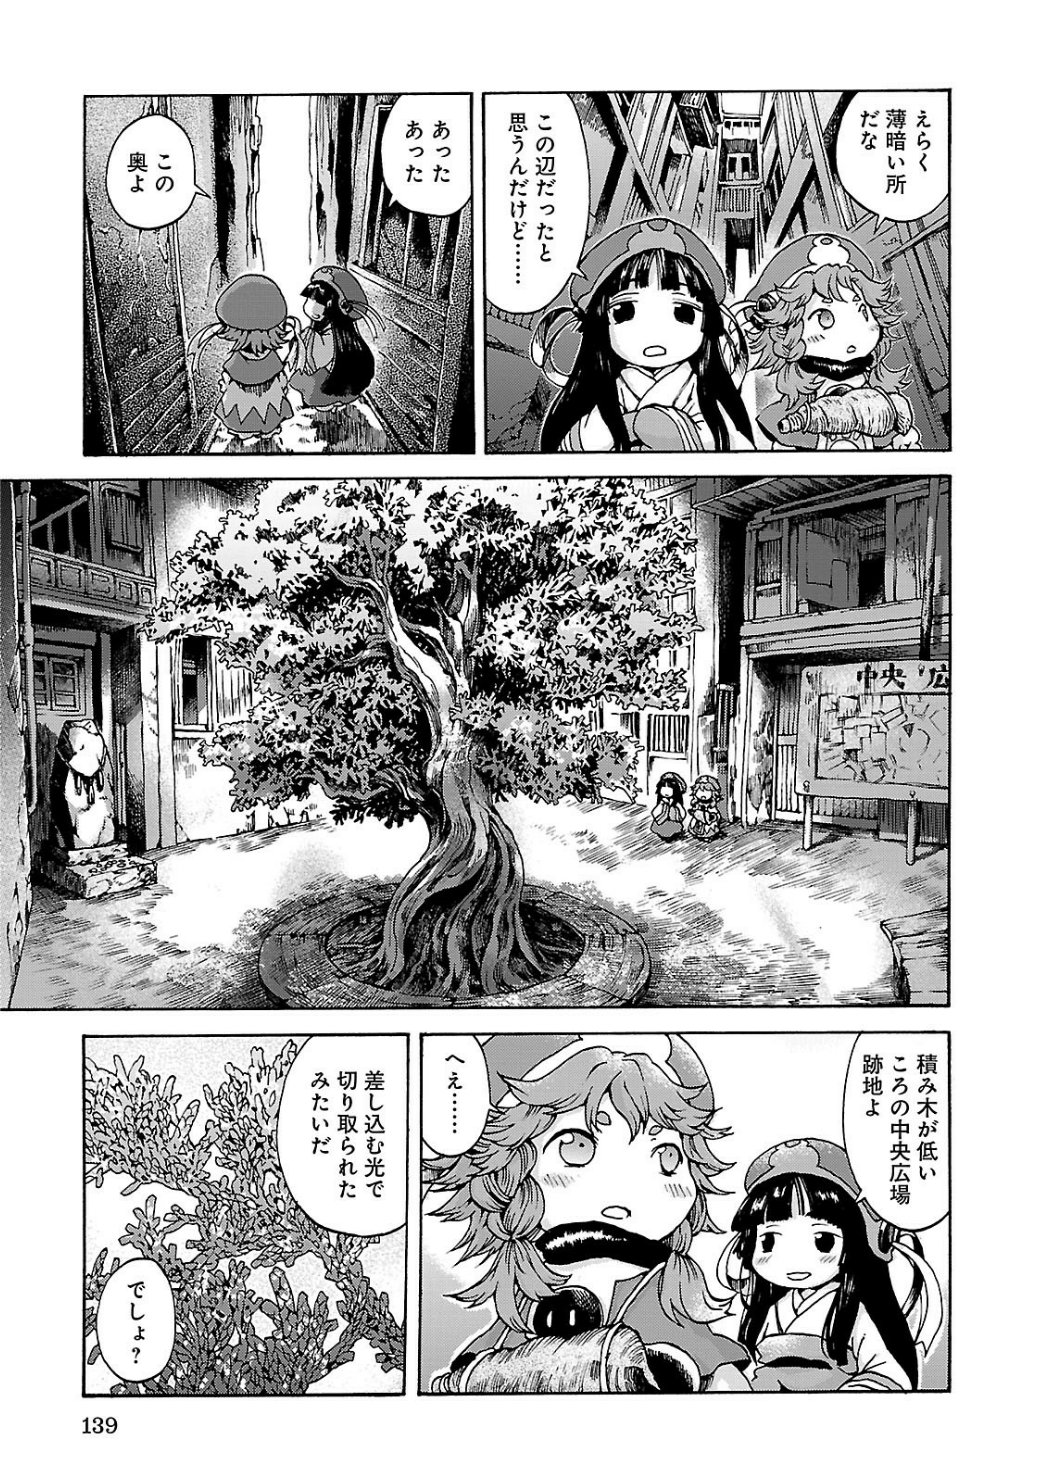 えらく
薄暗い所
だな
この辺だったと
思うんだけど……
あった
あった
この
奥よ
中央広
積み木が低い
ころの中央広場
跡地よ
へぇ……
差し込む光で
切り取られた
みたいだ
でしょ？
139